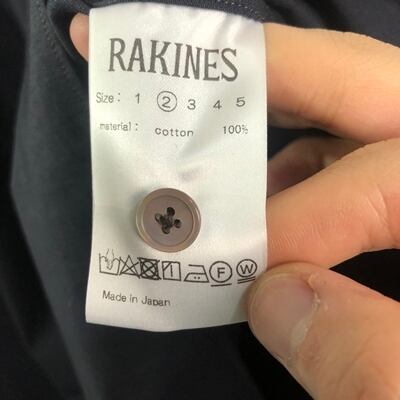 RAKINES
Size: 1 2 3 4 5
material: cotton 100%
F W
Made in Japan